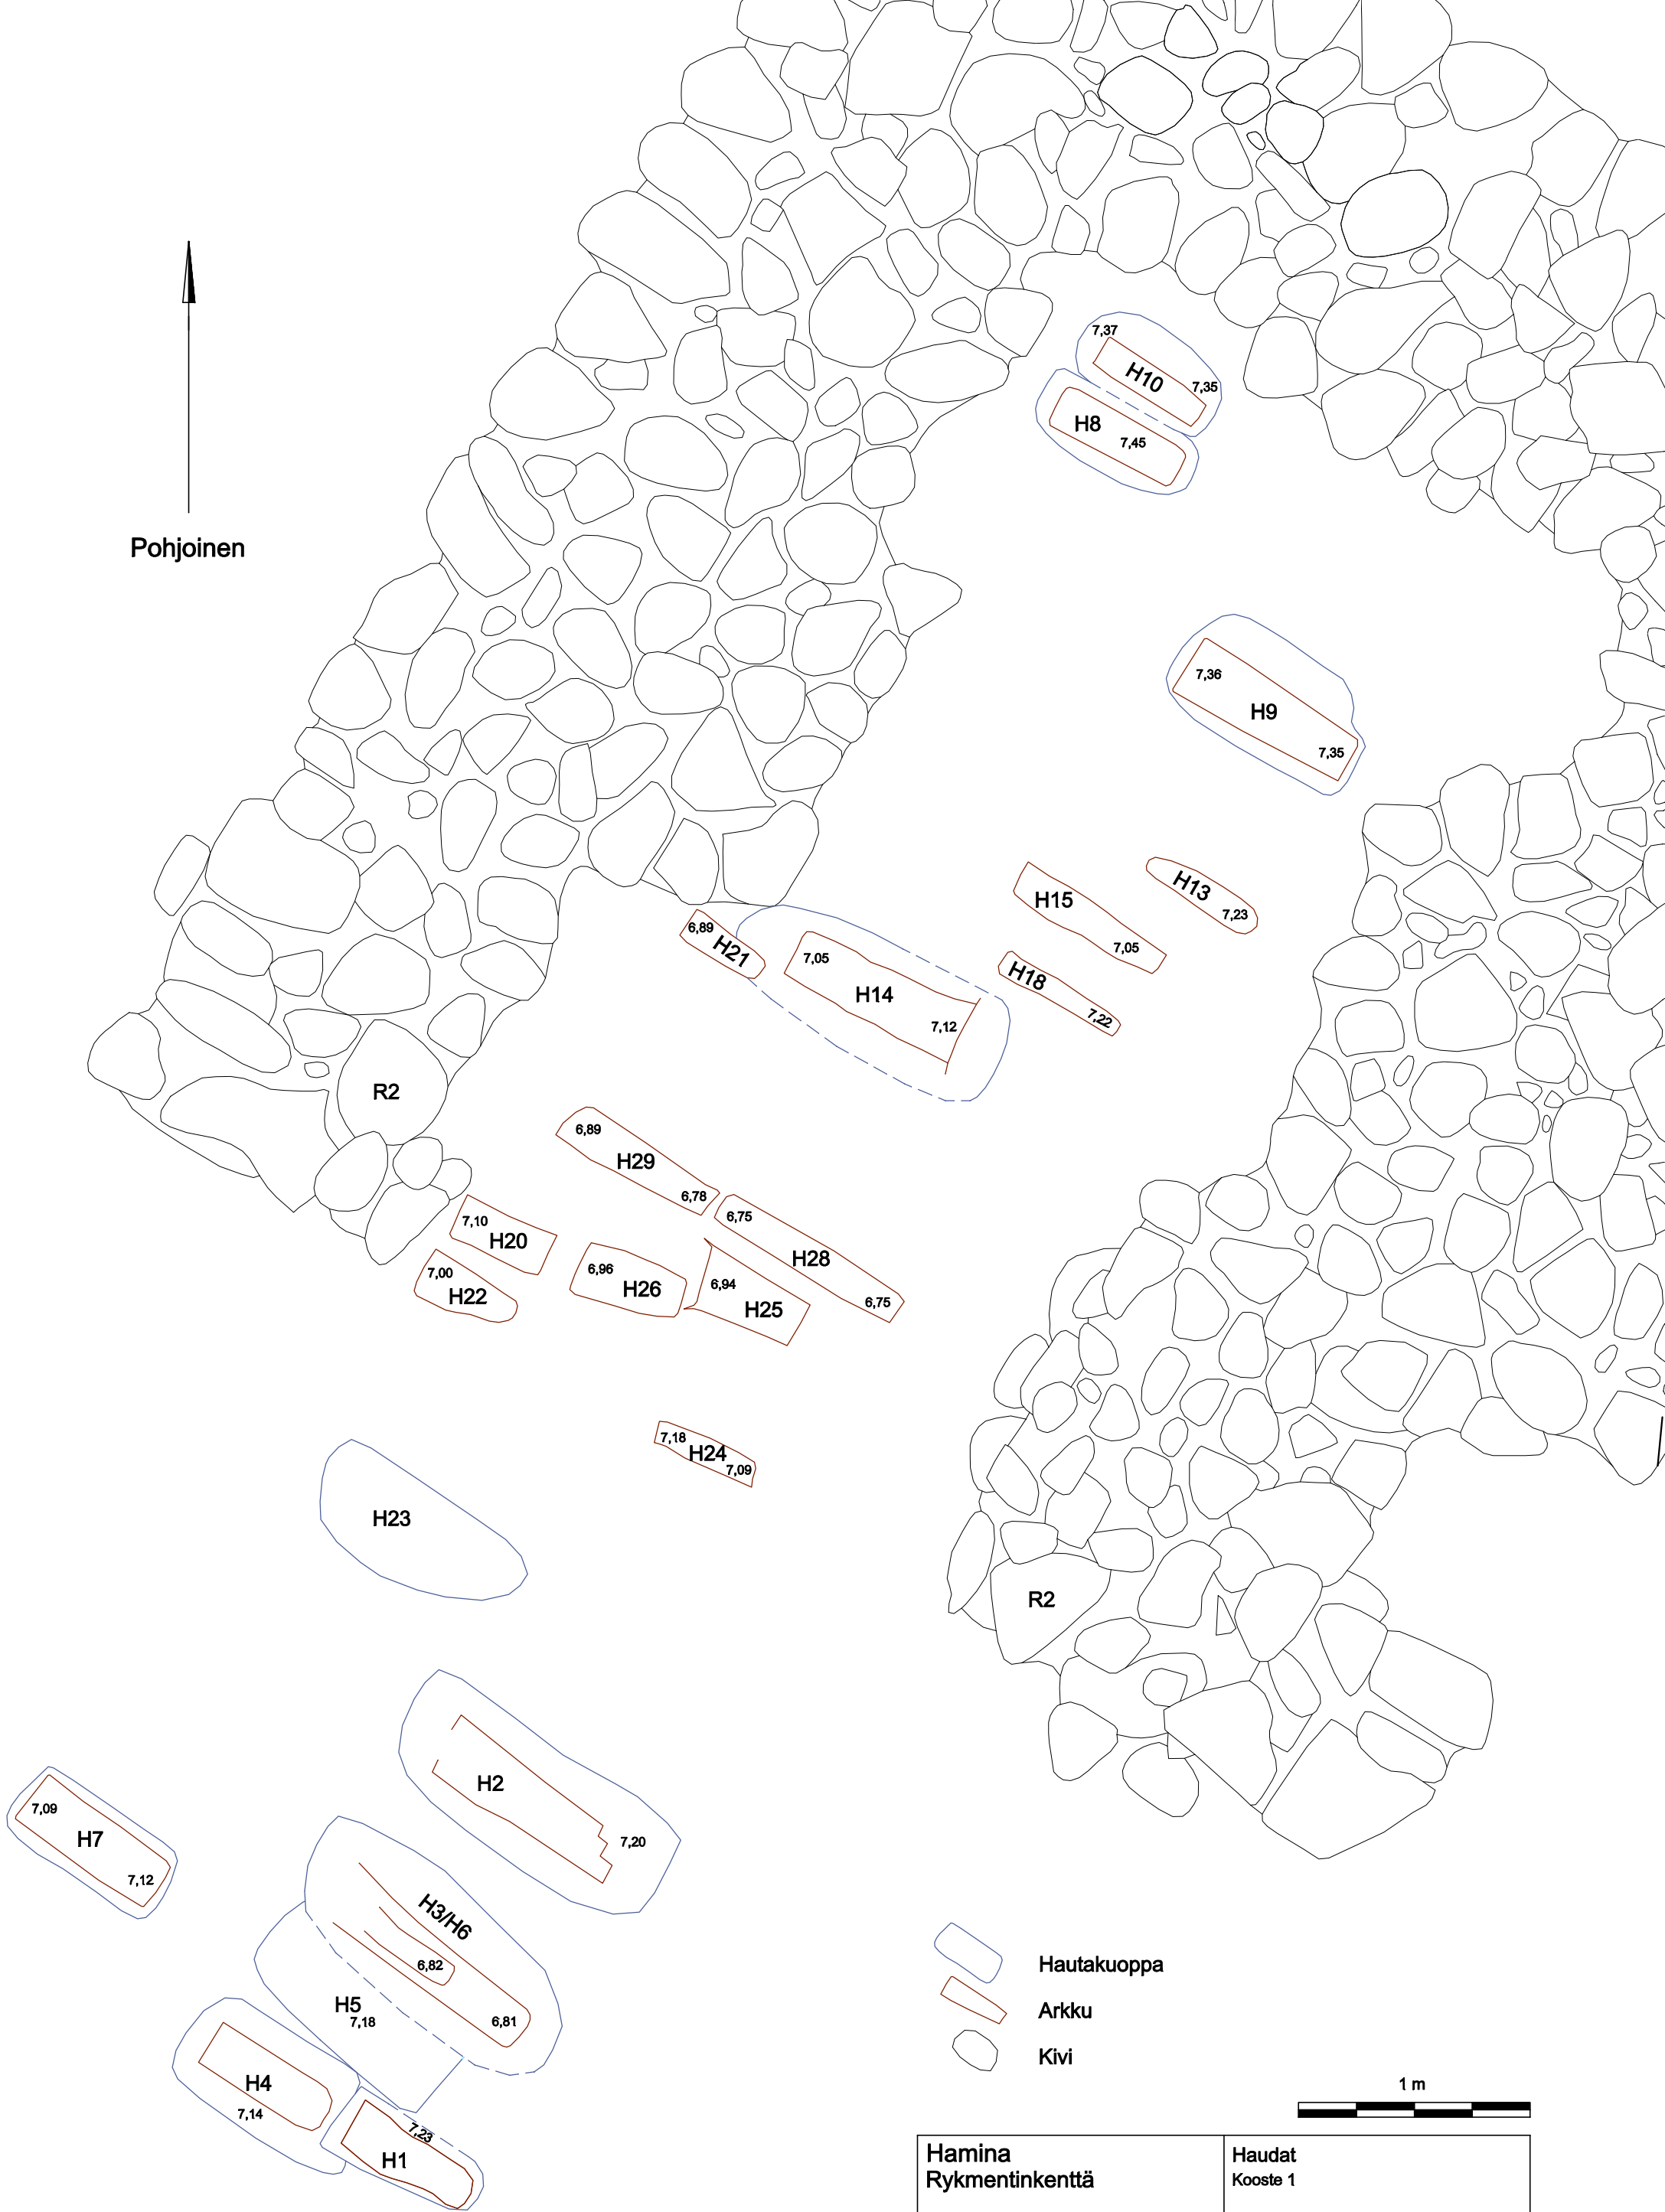 7,37
H10
7,35
H8
7,45
Pohjoinen
7,36
H9
7,35
H15
7,05
H13
7,23
6,89
H21
7,05
H14
7,12
H18
7,22
R2
6,89
H29
6,78
6,75
H28
6,75
7,10
H20
7,00
H22
6,96
H26
6,94
H25
7,18
H24
7,09
H23
R2
H2
7,20
7,09
H7
7,12
H3/H6
6,82
6,81
H5
7,18
H4
7,14
7,23
H1
Hautakuoppa
Arkku
Kivi
1 m
Hamina
Rykmentinkenttä
Haudat
Kooste 1